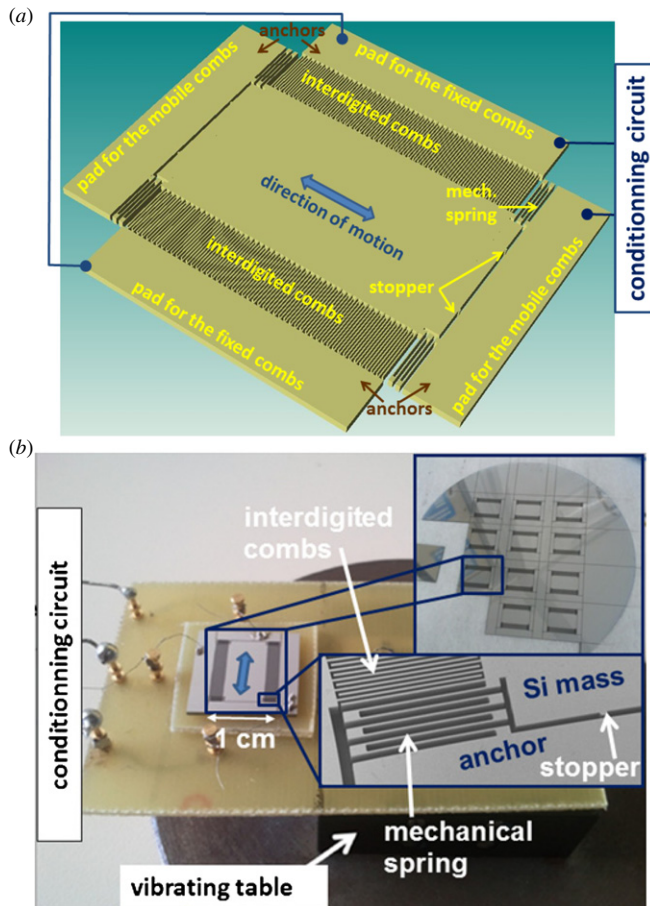 (a)
anchors
pad for the fixed combs
pad for the mobile combs
interdigited combs
mech.
spring
direction of motion
conditionning circuit
interdigited combs
stopper
pad for the fixed combs
pad for the mobile combs
anchors
(b)
interdigited
combs
conditionning circuit
Si mass
1 cm
anchor
stopper
mechanical
spring
vibrating table